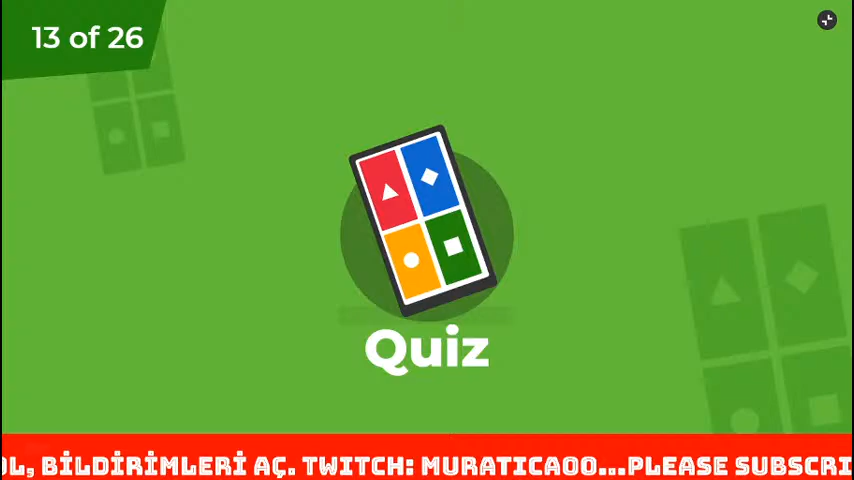 13 of 26
Quiz
OL, BİLDİRİMLERİ AÇ. TWITCH: MURATICA00...PLEASE SUBSCRI